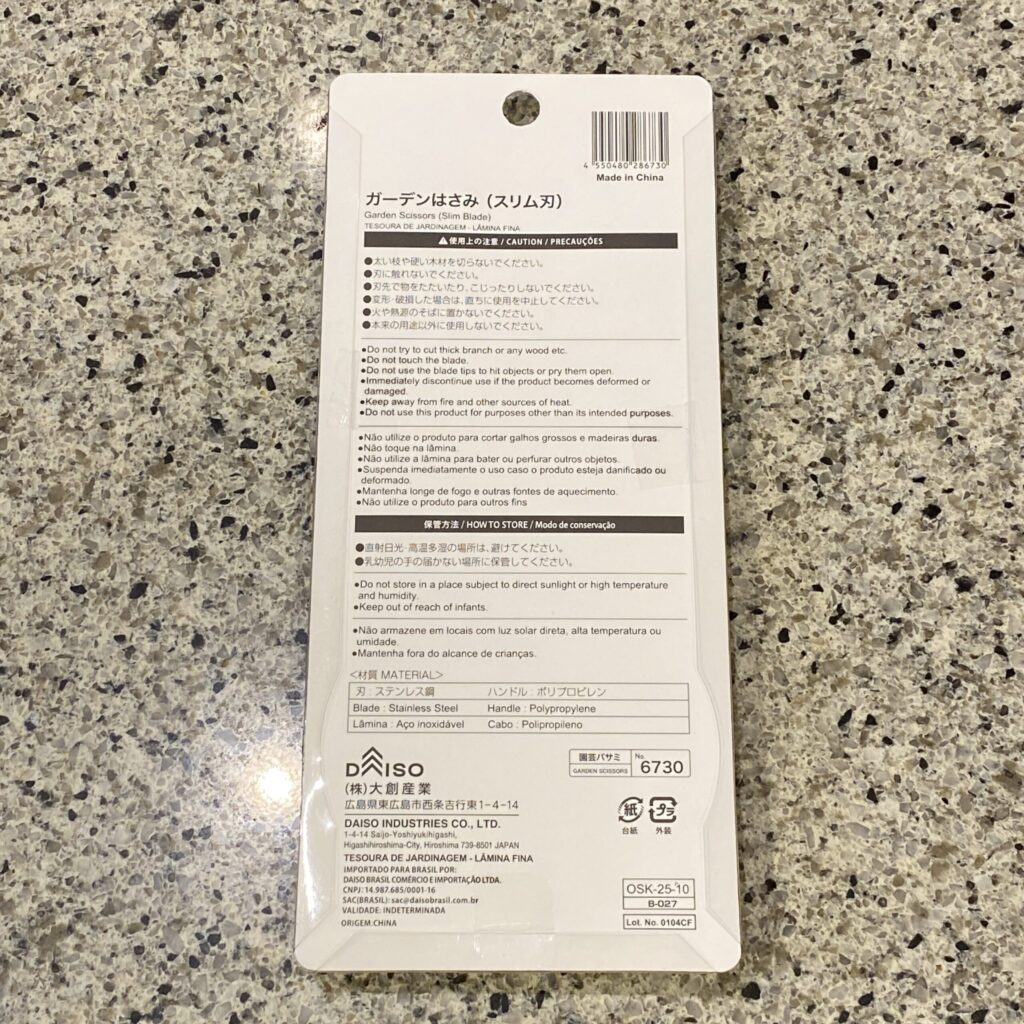 4 550480 286730
Made in China
ガーデンはさみ（スリム刃）
Garden Scissors (Slim Blade)
TESOURA DE JARDINAGEM - LÂMINA FINA
⚠使用上の注意 / CAUTION / PRECAUÇÕES
●太い枝や硬い木材を切らないでください。
●刃に触れないでください。
●刃先で物をたたいたり、こじったりしないでください。
●変形・破損した場合は、直ちに使用を中止してください。
●火や熱源のそばに置かないでください。
●本来の用途以外に使用しないでください。
●Do not try to cut thick branch or any wood etc.
●Do not touch the blade.
●Do not use the blade tips to hit objects or pry them open.
●Immediately discontinue use if the product becomes deformed or
damaged.
●Keep away from fire and other sources of heat.
●Do not use this product for purposes other than its intended purposes.
●Não utilize o produto para cortar galhos grossos e madeiras duras.
●Não toque na lâmina.
●Não utilize a lâmina para bater ou perfurar outros objetos.
●Suspenda imediatamente o uso caso o produto esteja danificado ou
deformado.
●Mantenha longe de fogo e outras fontes de aquecimento.
●Não utilize o produto para outros fins
保管方法 / HOW TO STORE / Modo de conservação
●直射日光・高温多湿の場所は、避けてください。
●乳幼児の手の届かない場所に保管してください。
●Do not store in a place subject to direct sunlight or high temperature
and humidity.
●Keep out of reach of infants.
●Não armazene em locais com luz solar direta, alta temperatura ou
umidade.
●Mantenha fora do alcance de crianças.
<材質 MATERIAL>
刃 : ステンレス鋼 ハンドル : ポリプロピレン
Blade : Stainless Steel Handle : Polypropylene
Lâmina : Aço inoxidável Cabo : Polipropileno
DAISO
(株)大創産業
広島県東広島市西条吉行東1-4-14
DAISO INDUSTRIES CO., LTD.
1-4-14 Saijo-Yoshiyukihigashi,
Higashihiroshima-City, Hiroshima 739-8501 JAPAN
TESOURA DE JARDINAGEM - LÂMINA FINA
IMPORTADO PARA BRASIL POR:
DAISO BRASIL COMÉRCIO E IMPORTAÇÃO LTDA.
CNPJ: 14.987.685/0001-16
SAC(BRASIL): sac@daisobrasil.com.br
VALIDADE: INDETERMINADA
ORIGEM:CHINA
園芸バサミ
GARDEN SCISSORS
No. 6730
紙 プラ
台紙 外装
OSK-25-10
B-027
Lot. No. 0104CF